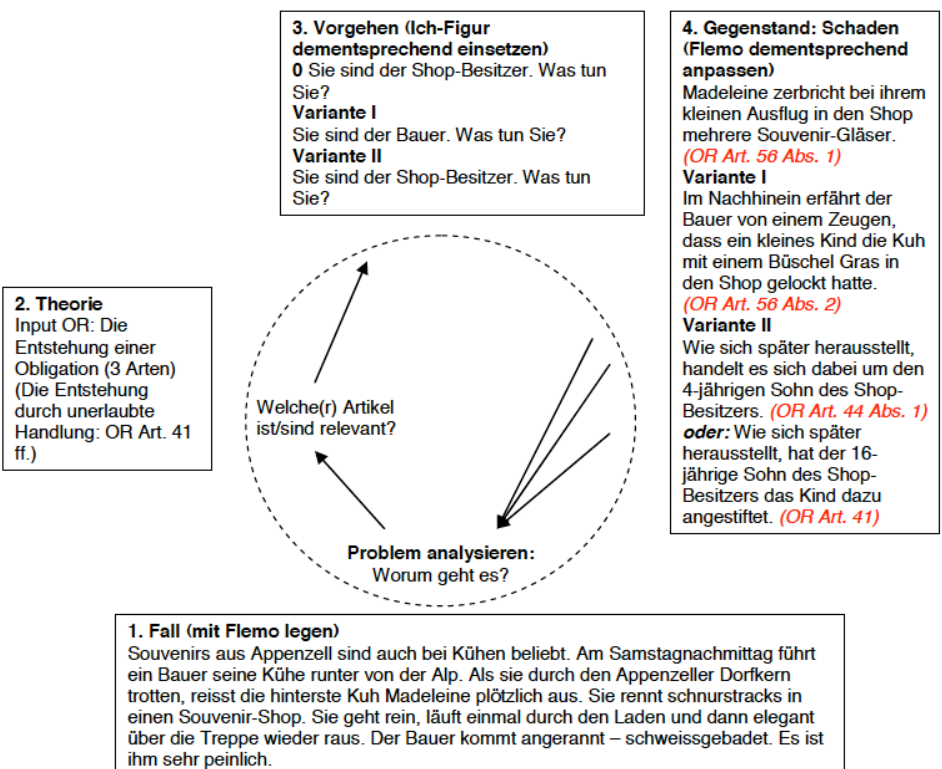 3. Vorgehen (Ich-Figur
dementsprechend einsetzen)
0 Sie sind der Shop-Besitzer. Was tun
Sie?
Variante I
Sie sind der Bauer. Was tun Sie?
Variante II
Sie sind der Shop-Besitzer. Was tun
Sie?
4. Gegenstand: Schaden
(Flemo dementsprechend
anpassen)
Madeleine zerbricht bei ihrem
kleinen Ausflug in den Shop
mehrere Souvenir-Gläser.
(OR Art. 56 Abs. 1)
Variante I
Im Nachhinein erfährt der
Bauer von einem Zeugen,
dass ein kleines Kind die Kuh
mit einem Büschel Gras in
den Shop gelockt hatte.
(OR Art. 56 Abs. 2)
Variante II
Wie sich später herausstellt,
handelt es sich dabei um den
4-jährigen Sohn des Shop-
Besitzers. (OR Art. 44 Abs. 1)
oder: Wie sich später
herausstellt, hat der 16-
jährige Sohn des Shop-
Besitzers das Kind dazu
angestiftet. (OR Art. 41)
2. Theorie
Input OR: Die
Entstehung einer
Obligation (3 Arten)
(Die Entstehung
durch unerlaubte
Handlung: OR Art. 41
ff.)
Welche(r) Artikel
ist/sind relevant?
Problem analysieren:
Worum geht es?
1. Fall (mit Flemo legen)
Souvenirs aus Appenzell sind auch bei Kühen beliebt. Am Samstagnachmittag führt
ein Bauer seine Kühe runter von der Alp. Als sie durch den Appenzeller Dorfkern
trotten, reisst die hinterste Kuh Madeleine plötzlich aus. Sie rennt schnurstracks in
einen Souvenir-Shop. Sie geht rein, läuft einmal durch den Laden und dann elegant
über die Treppe wieder raus. Der Bauer kommt angerannt – schweissgebadet. Es ist
ihm sehr peinlich.